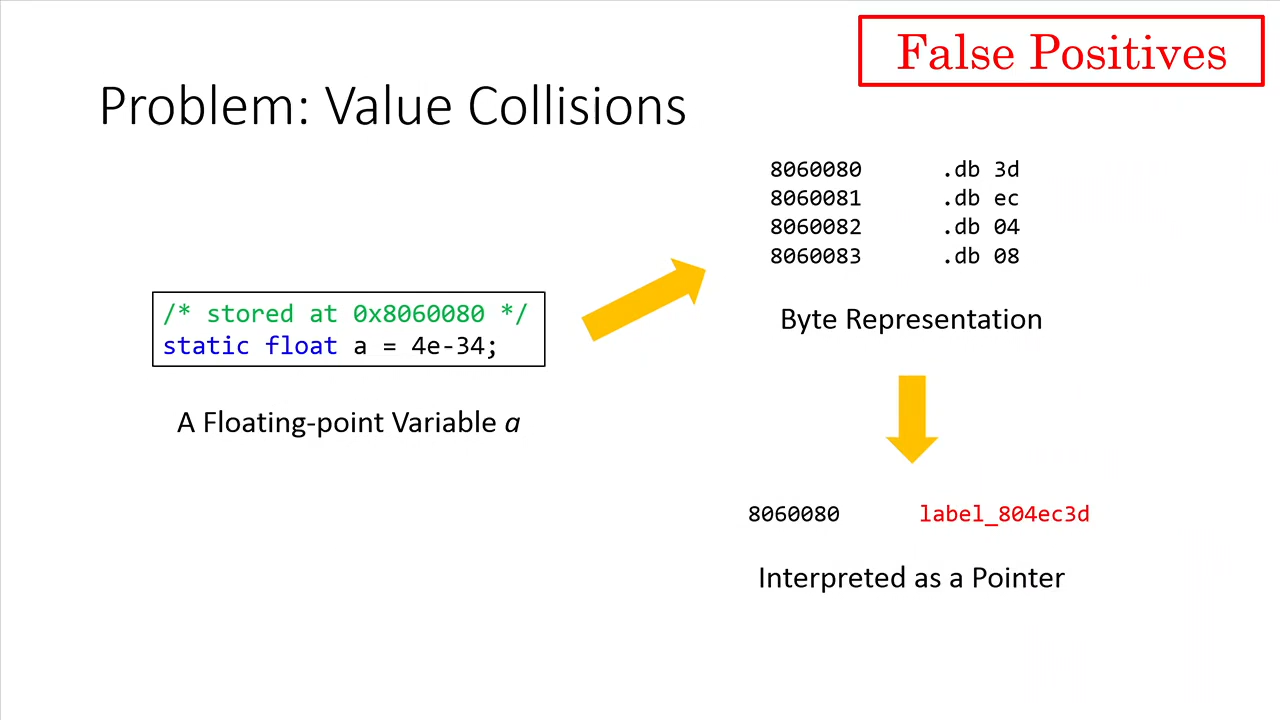 False Positives
Problem: Value Collisions
8060080 .db 3d
8060081 .db ec
8060082 .db 04
8060083 .db 08
Byte Representation
/* stored at 0x8060080 */
static float a = 4e-34;
A Floating-point Variable a
8060080 label_804ec3d
Interpreted as a Pointer